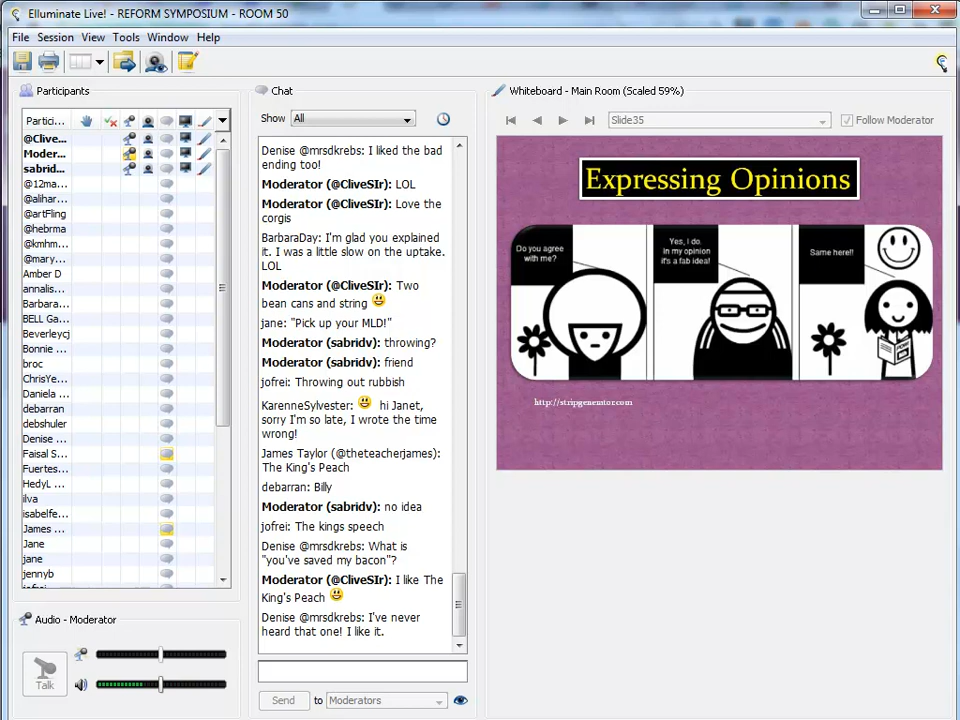 Elluminate Live! - REFORM SYMPOSIUM - ROOM 50
File Session View Tools Window Help
Participants
Partici...
@Clive...
Moder...
sabrid...
@12ma...
@alihar...
@artFling
@hebrma
@kmhm...
@mary...
Amber D
annalis...
Barbara...
BELL Ga...
Beverleycj
Bonnie ...
broc
ChrisYe...
Daniela ...
debarran
debshuler
Denise ...
Faisal S...
Fuertes...
HedyL ...
ilva
isabelfe...
James ...
Jane
jane
jennyb
Audio - Moderator
Talk
Chat
Show All
Denise @mrsdkrebs: I liked the bad
ending too!
Moderator (@CliveSIr): LOL
Moderator (@CliveSIr): Love the
corgis
BarbaraDay: I'm glad you explained
it. I was a little slow on the uptake.
LOL
Moderator (@CliveSIr): Two
bean cans and string
jane: "Pick up your MLD!"
Moderator (sabridv): throwing?
Moderator (sabridv): friend
jofrei: Throwing out rubbish
KarenneSylvester: hi Janet,
sorry I'm so late, I wrote the time
wrong!
James Taylor (@theteacherjames):
The King's Peach
debarran: Billy
Moderator (sabridv): no idea
jofrei: The kings speech
Denise @mrsdkrebs: What is
"you've saved my bacon"?
Moderator (@CliveSIr): I like The
King's Peach
Denise @mrsdkrebs: I've never
heard that one! I like it.
Send to Moderators
Whiteboard - Main Room (Scaled 59%)
Slide35
Follow Moderator
Expressing Opinions
Do you agree
with me?
Yes, I do.
In my opinion
it's a fab idea!
Same here!!
http://stripgenerator.com